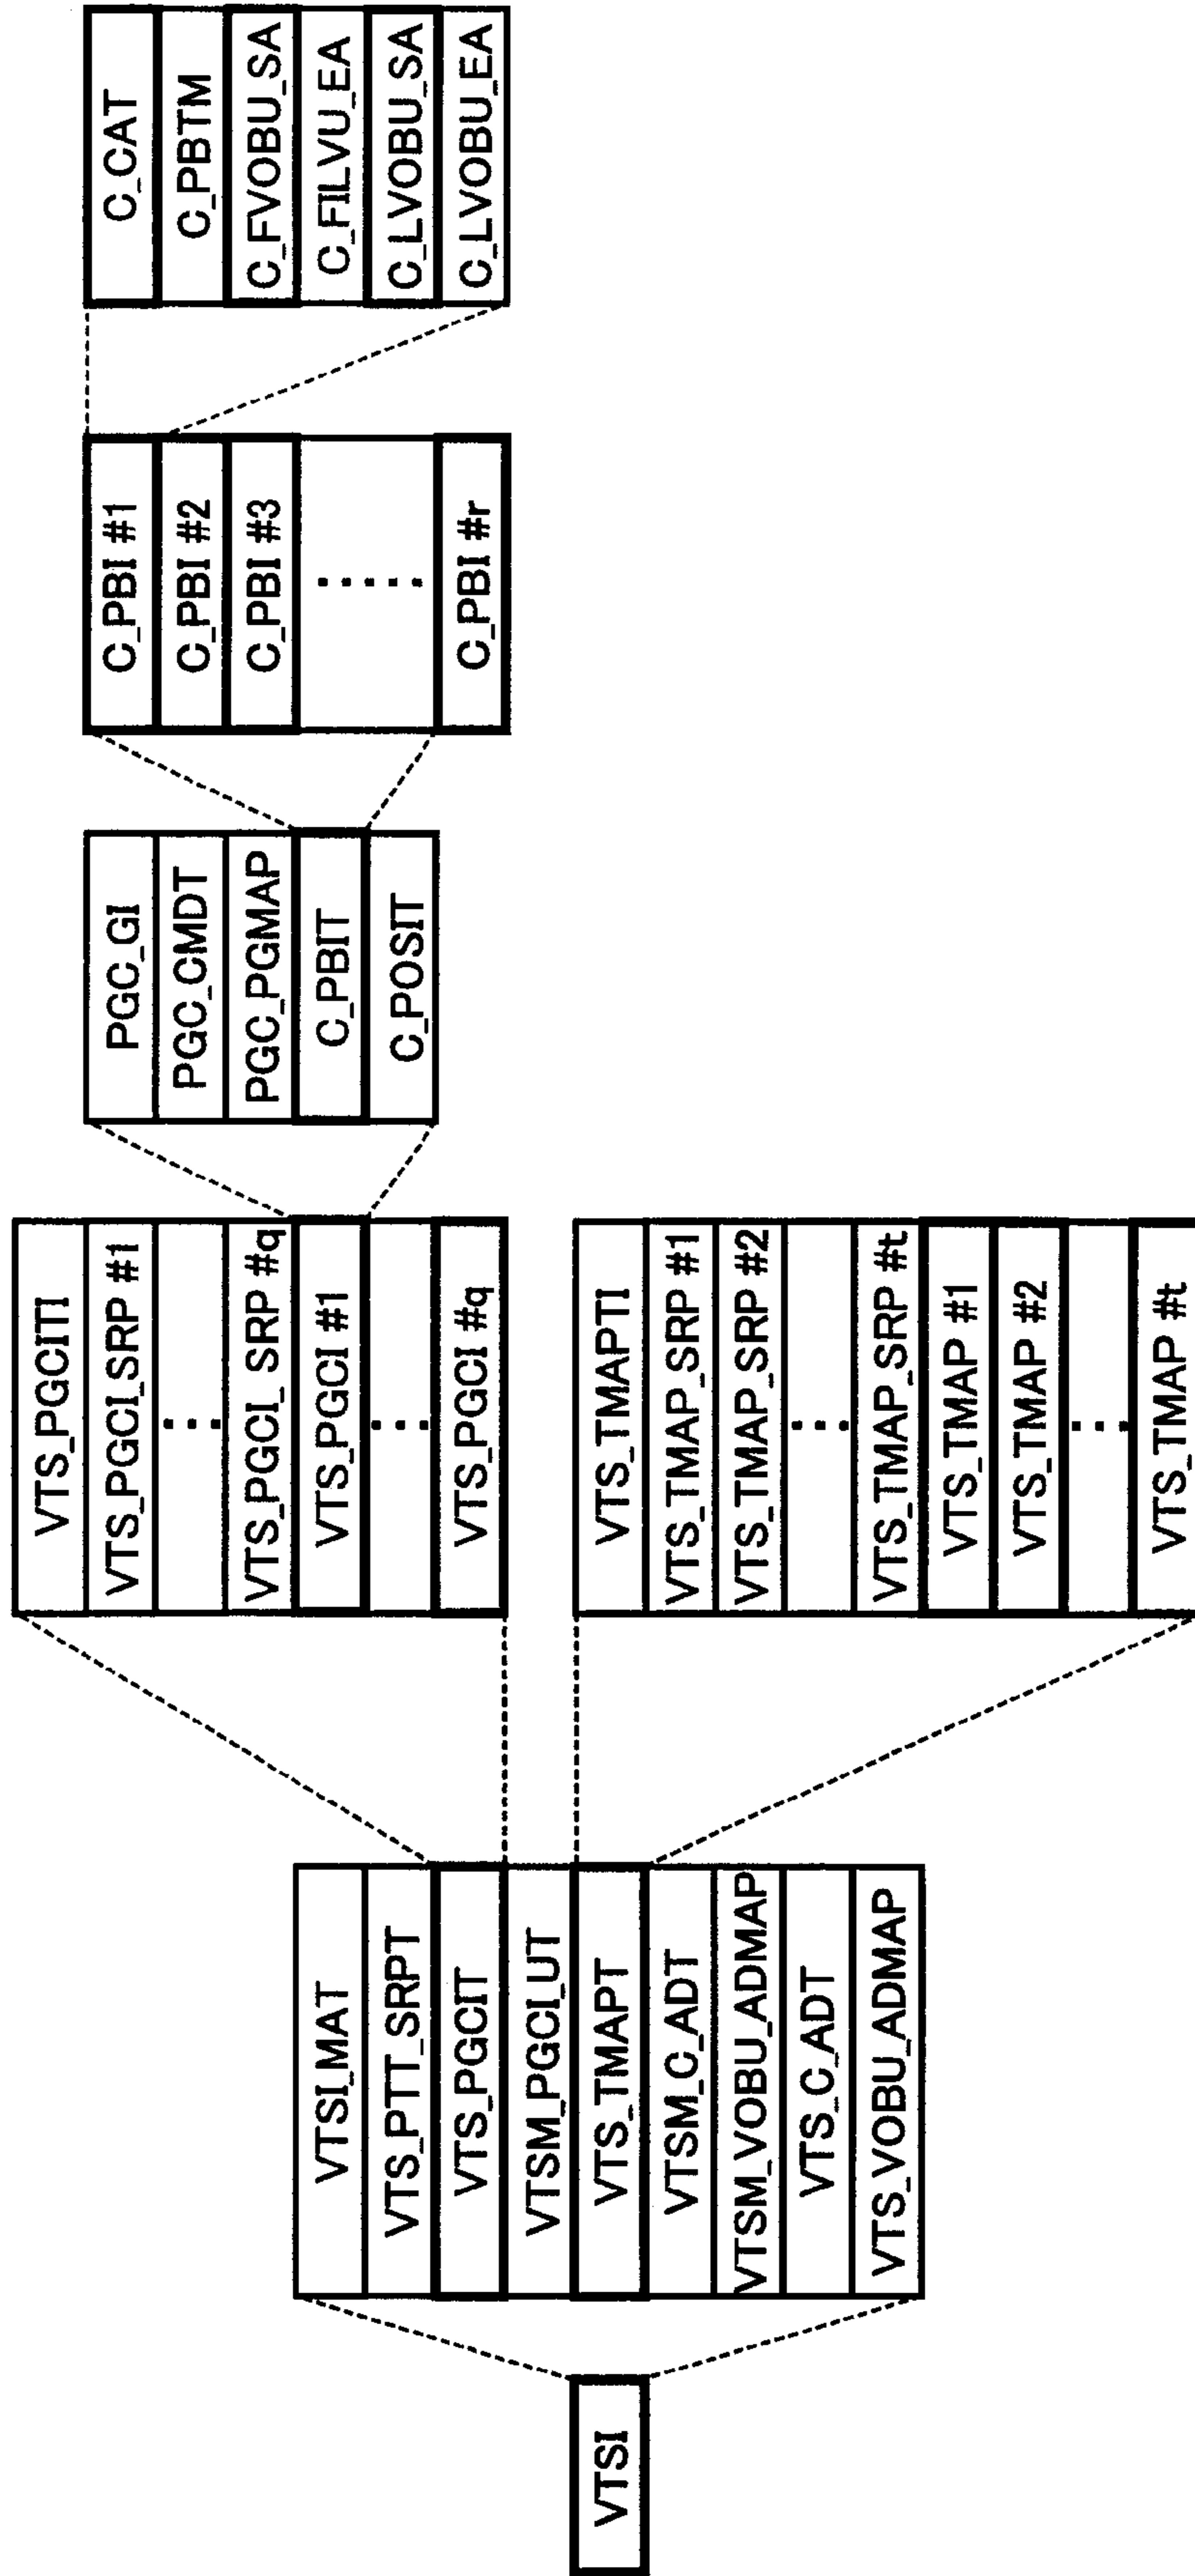 VTSI
VTSI_MAT
VTS_PTT_SRPT
VTS_PGCIT
VTSM_PGCI_UT
VTS_TMAPT
VTSM_C_ADT
VTSM_VOBU_ADMAP
VTS_C_ADT
VTS_VOBU_ADMAP
VTS_PGCITI
VTS_PGCI_SRP #1
VTS_PGCI_SRP #q
VTS_PGCI #1
VTS_PGCI #q
VTS_TMAPTI
VTS_TMAP_SRP #1
VTS_TMAP_SRP #2
VTS_TMAP_SRP #t
VTS_TMAP #1
VTS_TMAP #2
VTS_TMAP #t
PGC_GI
PGC_CMDT
PGC_PGMAP
C_PBIT
C_POSIT
C_PBI #1
C_PBI #2
C_PBI #3
C_PBI #r
C_CAT
C_PBTM
C_FVOBU_SA
C_FILVU_EA
C_LVOBU_SA
C_LVOBU_EA